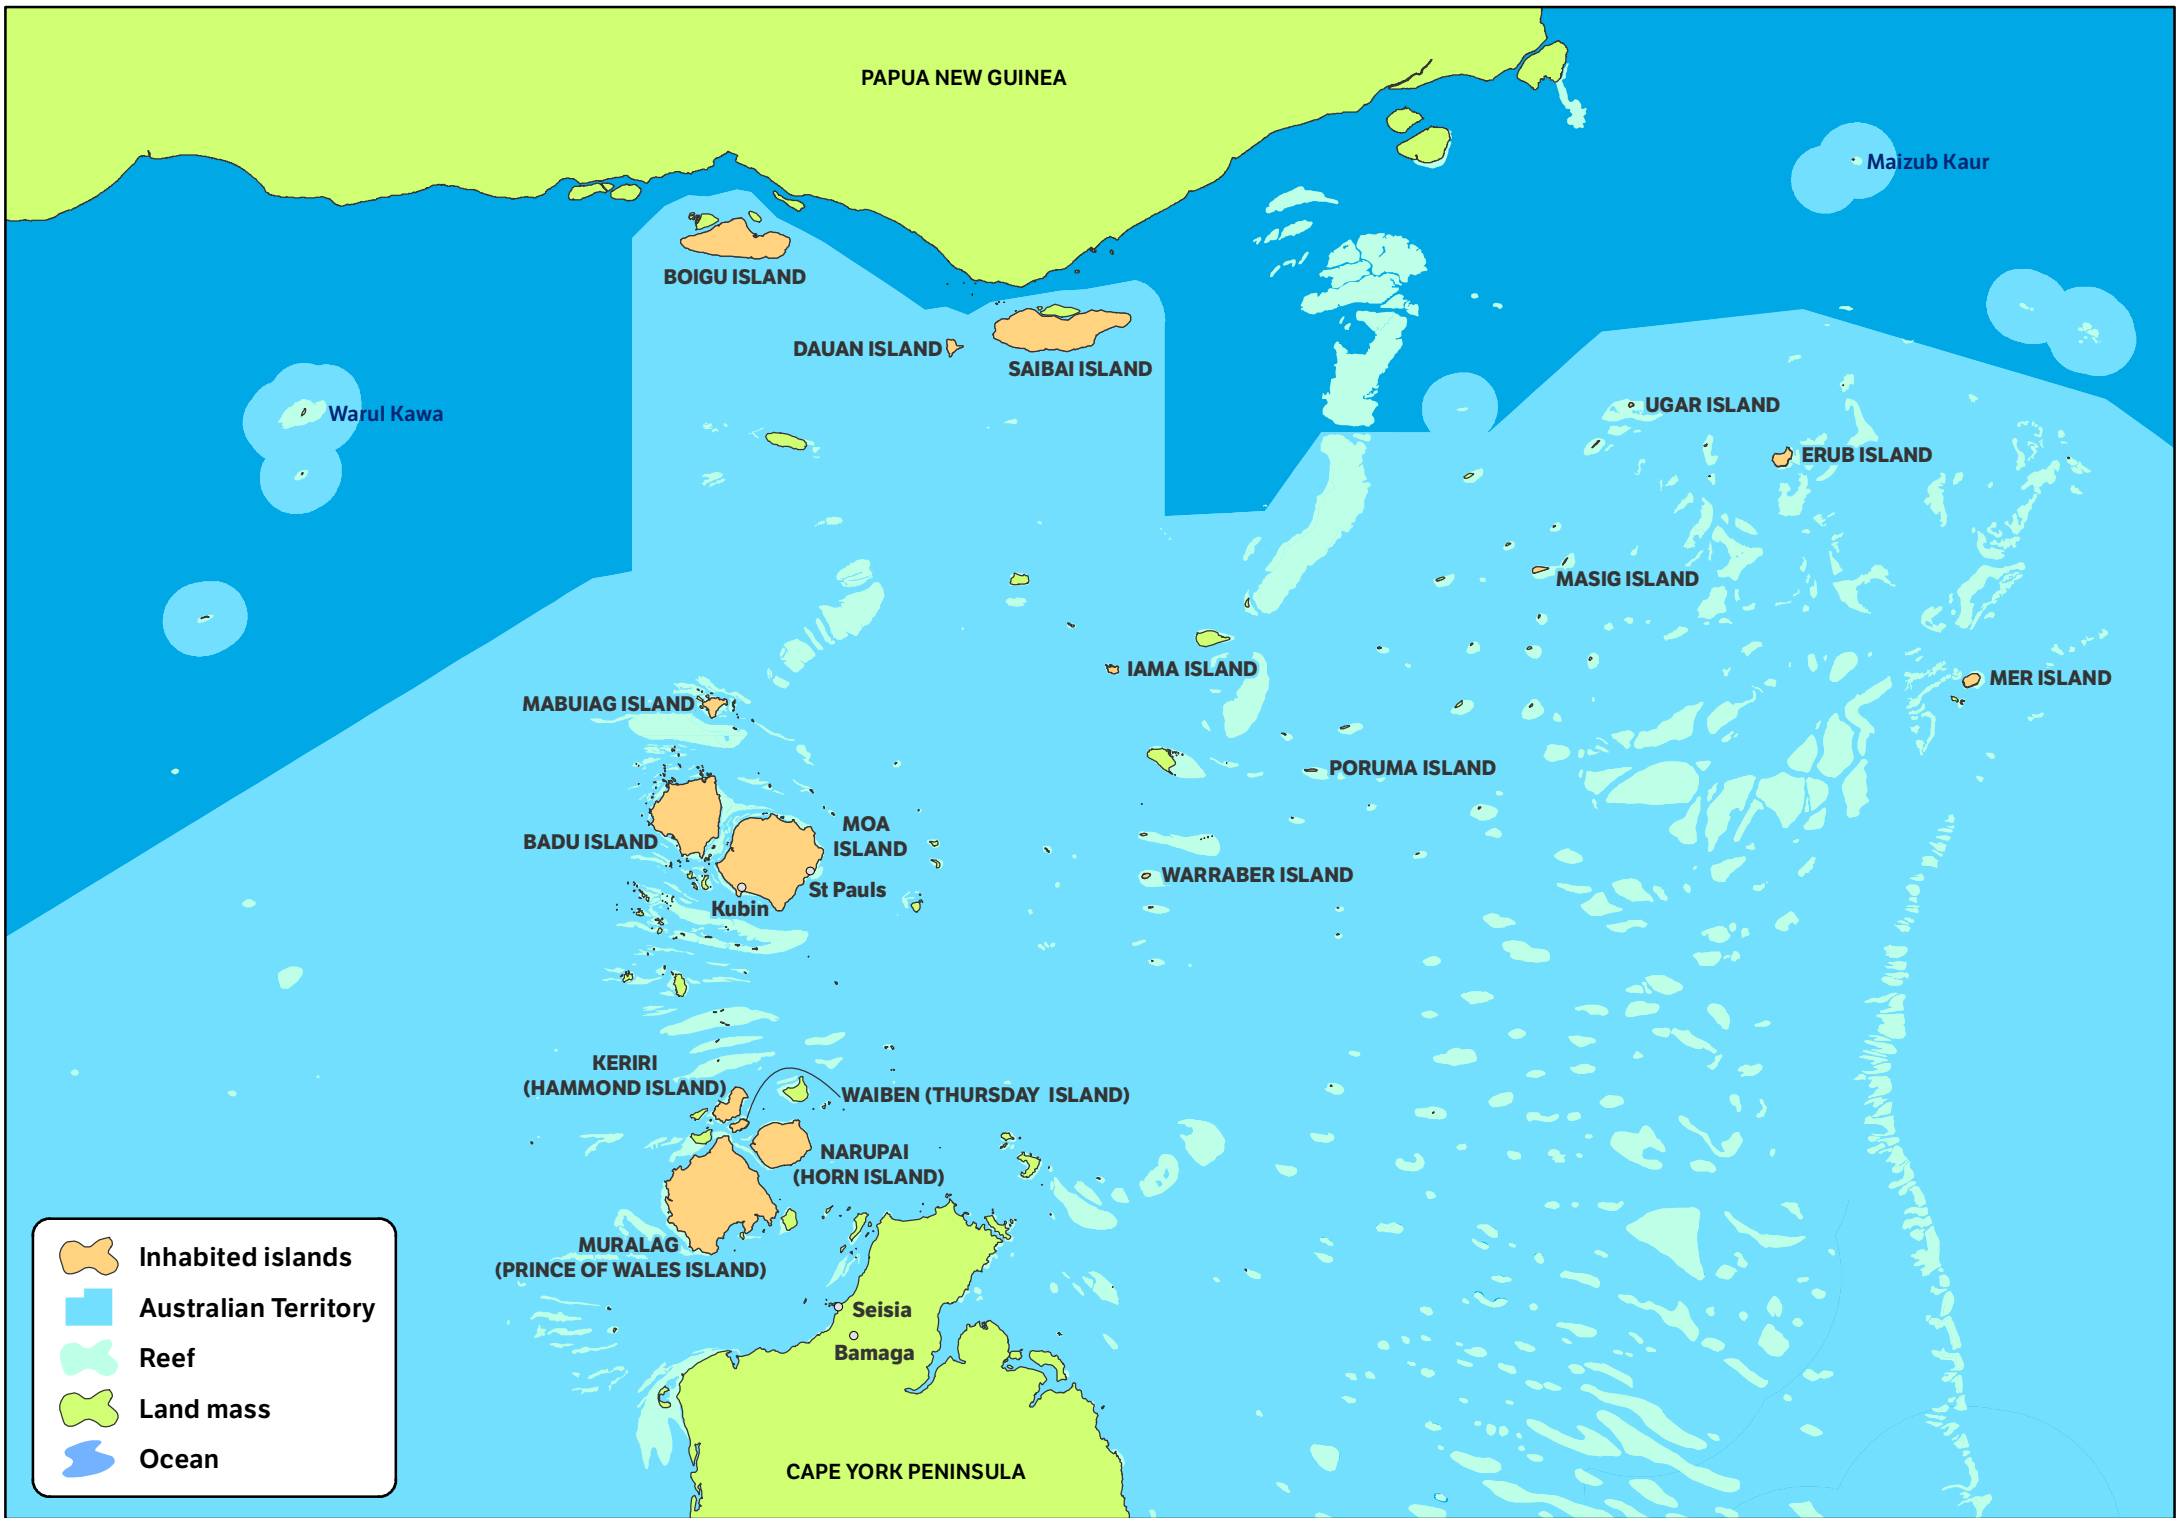 PAPUA NEW GUINEA
Maizub Kaur
BOIGU ISLAND
DAUAN ISLAND
SAIBAI ISLAND
Warul Kawa
UGAR ISLAND
ERUB ISLAND
MASIG ISLAND
IAMA ISLAND
MER ISLAND
MABUIAG ISLAND
PORUMA ISLAND
MOA
ISLAND
BADU ISLAND
WARRABER ISLAND
St Pauls
Kubin
KERIRI
(HAMMOND ISLAND)
WAIBEN (THURSDAY ISLAND)
NARUPAI
(HORN ISLAND)
MURALAG
(PRINCE OF WALES ISLAND)
Seisia
Bamaga
CAPE YORK PENINSULA
Inhabited islands
Australian Territory
Reef
Land mass
Ocean